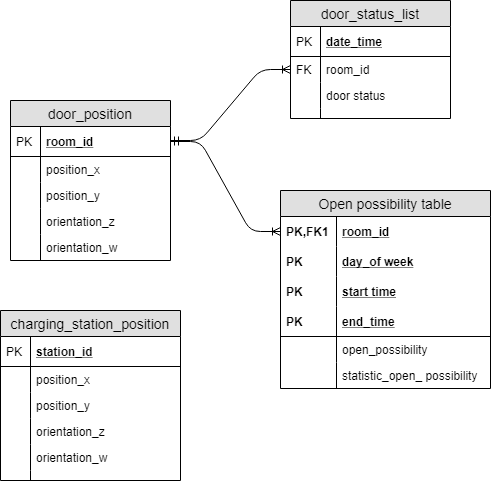 door_status_list
PK date_time
FK room_id
door status
door_position
PK room_id
position_x
position_y
orientation_z
orientation_w
Open possibility table
PK,FK1 room_id
PK day_of week
PK start time
PK end_time
open_possibility
statistic_open_ possibility
charging_station_position
PK station_id
position_x
position_y
orientation_z
orientation_w